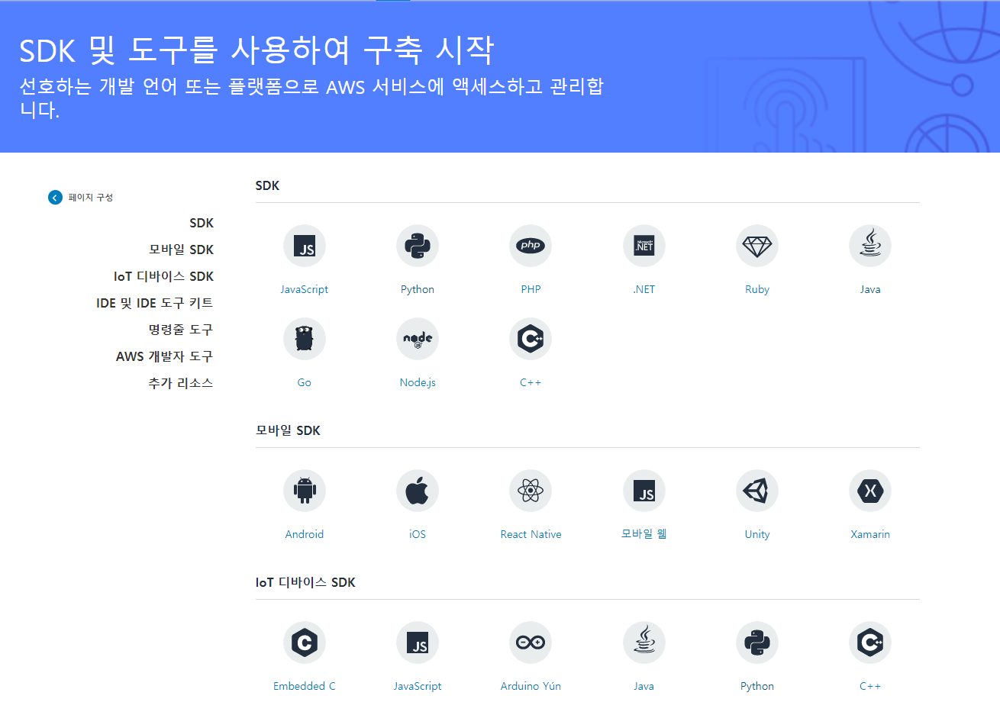 SDK 및 도구를 사용하여 구축 시작
선호하는 개발 언어 또는 플랫폼으로 AWS 서비스에 액세스하고 관리합
니다.
페이지 구성
SDK
모바일 SDK
IoT 디바이스 SDK
IDE 및 IDE 도구 키트
명령줄 도구
AWS 개발자 도구
추가 리소스
SDK
JS php Microsoft .NET
JavaScript Python PHP .NET Ruby Java
node JS C++
Go Node.js C++
모바일 SDK
JS X
Android iOS React Native 모바일 웹 Unity Xamarin
IoT 디바이스 SDK
C JS C++
Embedded C JavaScript Arduino Yún Java Python C++